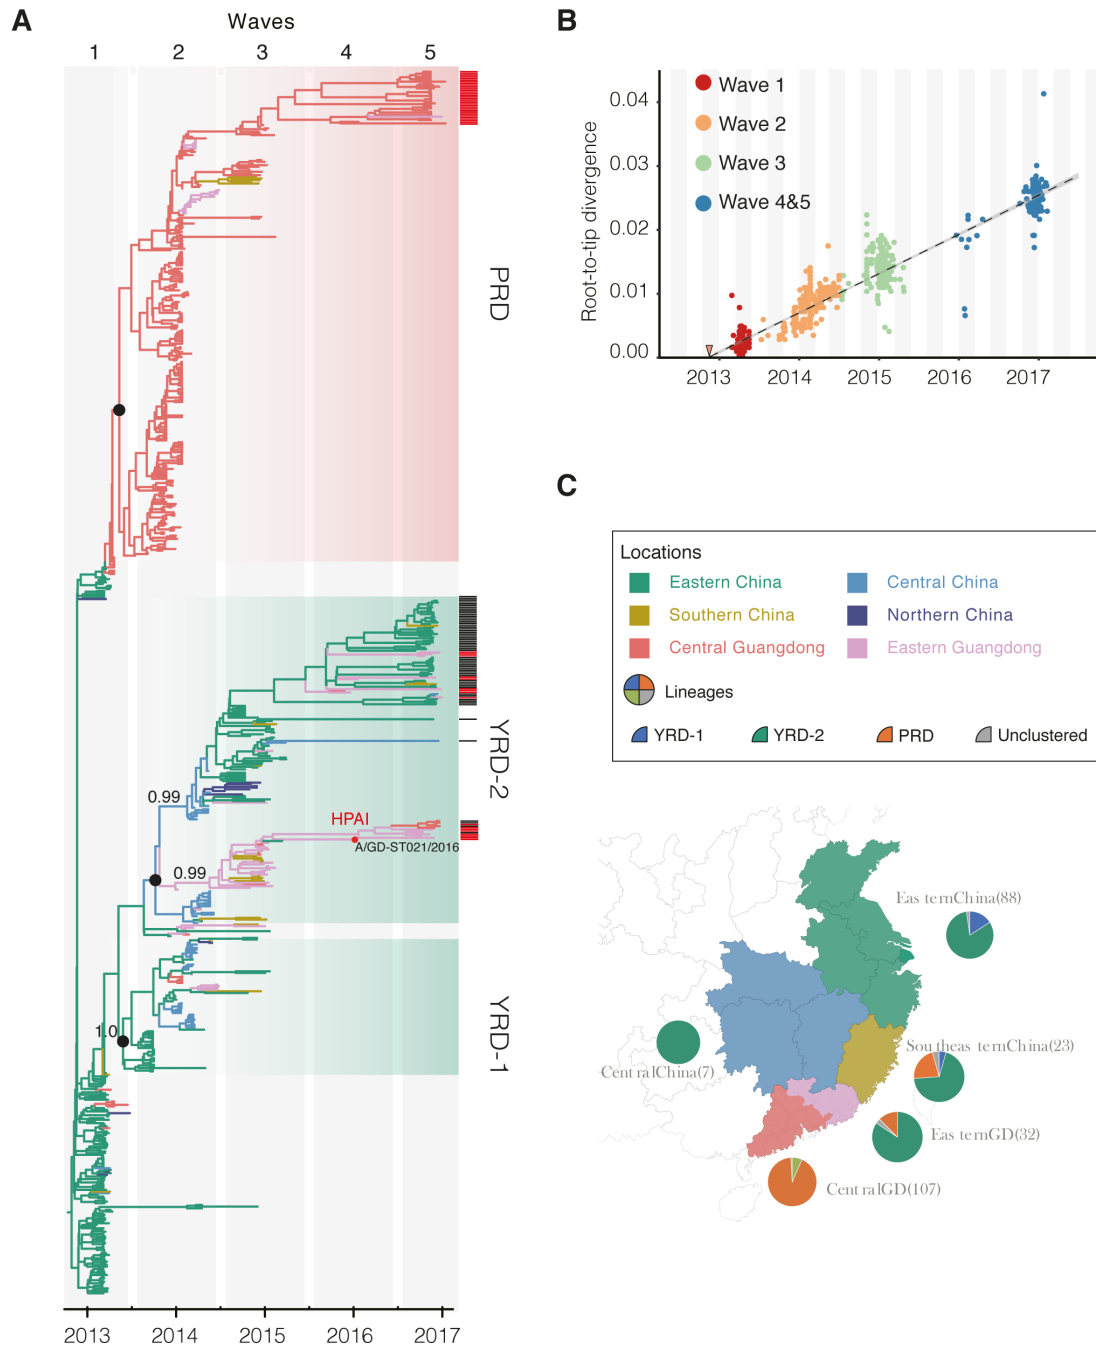 A
Waves
1 2 3 4 5
PRD
YRD-2
0.99
HPAI
A/GD-ST021/2016
0.99
YRD-1
1.0
2013 2014 2015 2016 2017
B
Wave 1
Wave 2
Wave 3
Wave 4&5
Root-to-tip divergence
0.04
0.03
0.02
0.01
0.00
2013 2014 2015 2016 2017
C
Locations
Eastern China Central China
Southern China Northern China
Central Guangdong Eastern Guangdong
Lineages
YRD-1 YRD-2 PRD Unclustered
Eas ternChina(88)
Sou theas ternChina(23)
Cent ralChina(7)
Eas ternGD(32)
Cent ralGD(107)